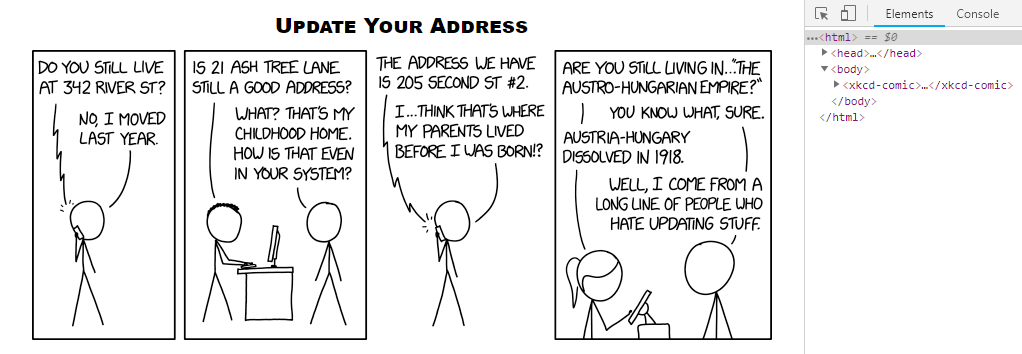 UPDATE YOUR ADDRESS
DO YOU STILL LIVE
AT 342 RIVER ST?
NO, I MOVED
LAST YEAR.
IS 21 ASH TREE LANE
STILL A GOOD ADDRESS?
WHAT? THAT'S MY
CHILDHOOD HOME.
HOW IS THAT EVEN
IN YOUR SYSTEM?
THE ADDRESS WE HAVE
IS 205 SECOND ST #2.
I...THINK THAT'S WHERE
MY PARENTS LIVED
BEFORE I WAS BORN!?
ARE YOU STILL LIVING IN..."THE
AUSTRO-HUNGARIAN EMPIRE?"
YOU KNOW WHAT, SURE.
AUSTRIA-HUNGARY
DISSOLVED IN 1918.
WELL, I COME FROM A
LONG LINE OF PEOPLE WHO
HATE UPDATING STUFF.
Elements Console
…<html> == $0
<head>…</head>
<body>
<xkcd-comic>…</xkcd-comic>
</body>
</html>